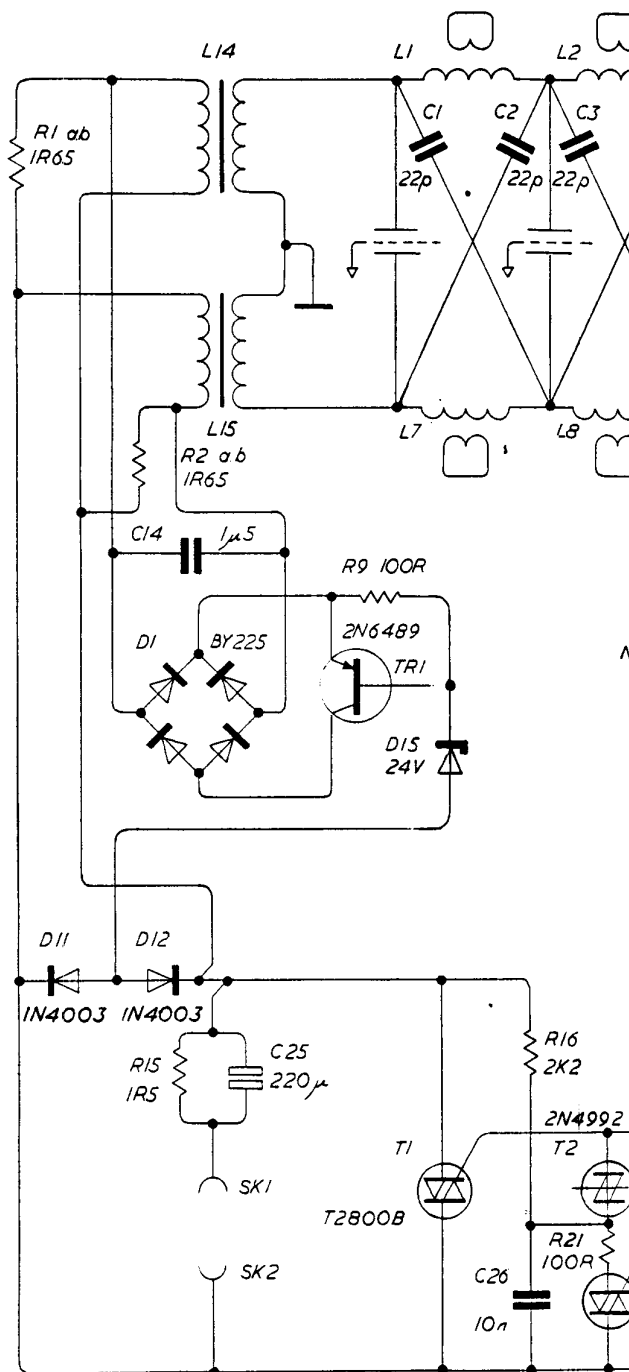 L14
L1
L2
R1 a.b
1R65
C1
C2
C3
22p
22p
22p
L15
L7
L8
R2 a.b
1R65
C14
1μ5
R9 100R
D1
BY225
2N6489
TR1
N
D15
24V
D11
D12
1N4003
1N4003
R15
1R5
C25
220μ
R16
2K2
2N4992
T1
T2
T2800B
SK1
R21
100R
SK2
C26
10n